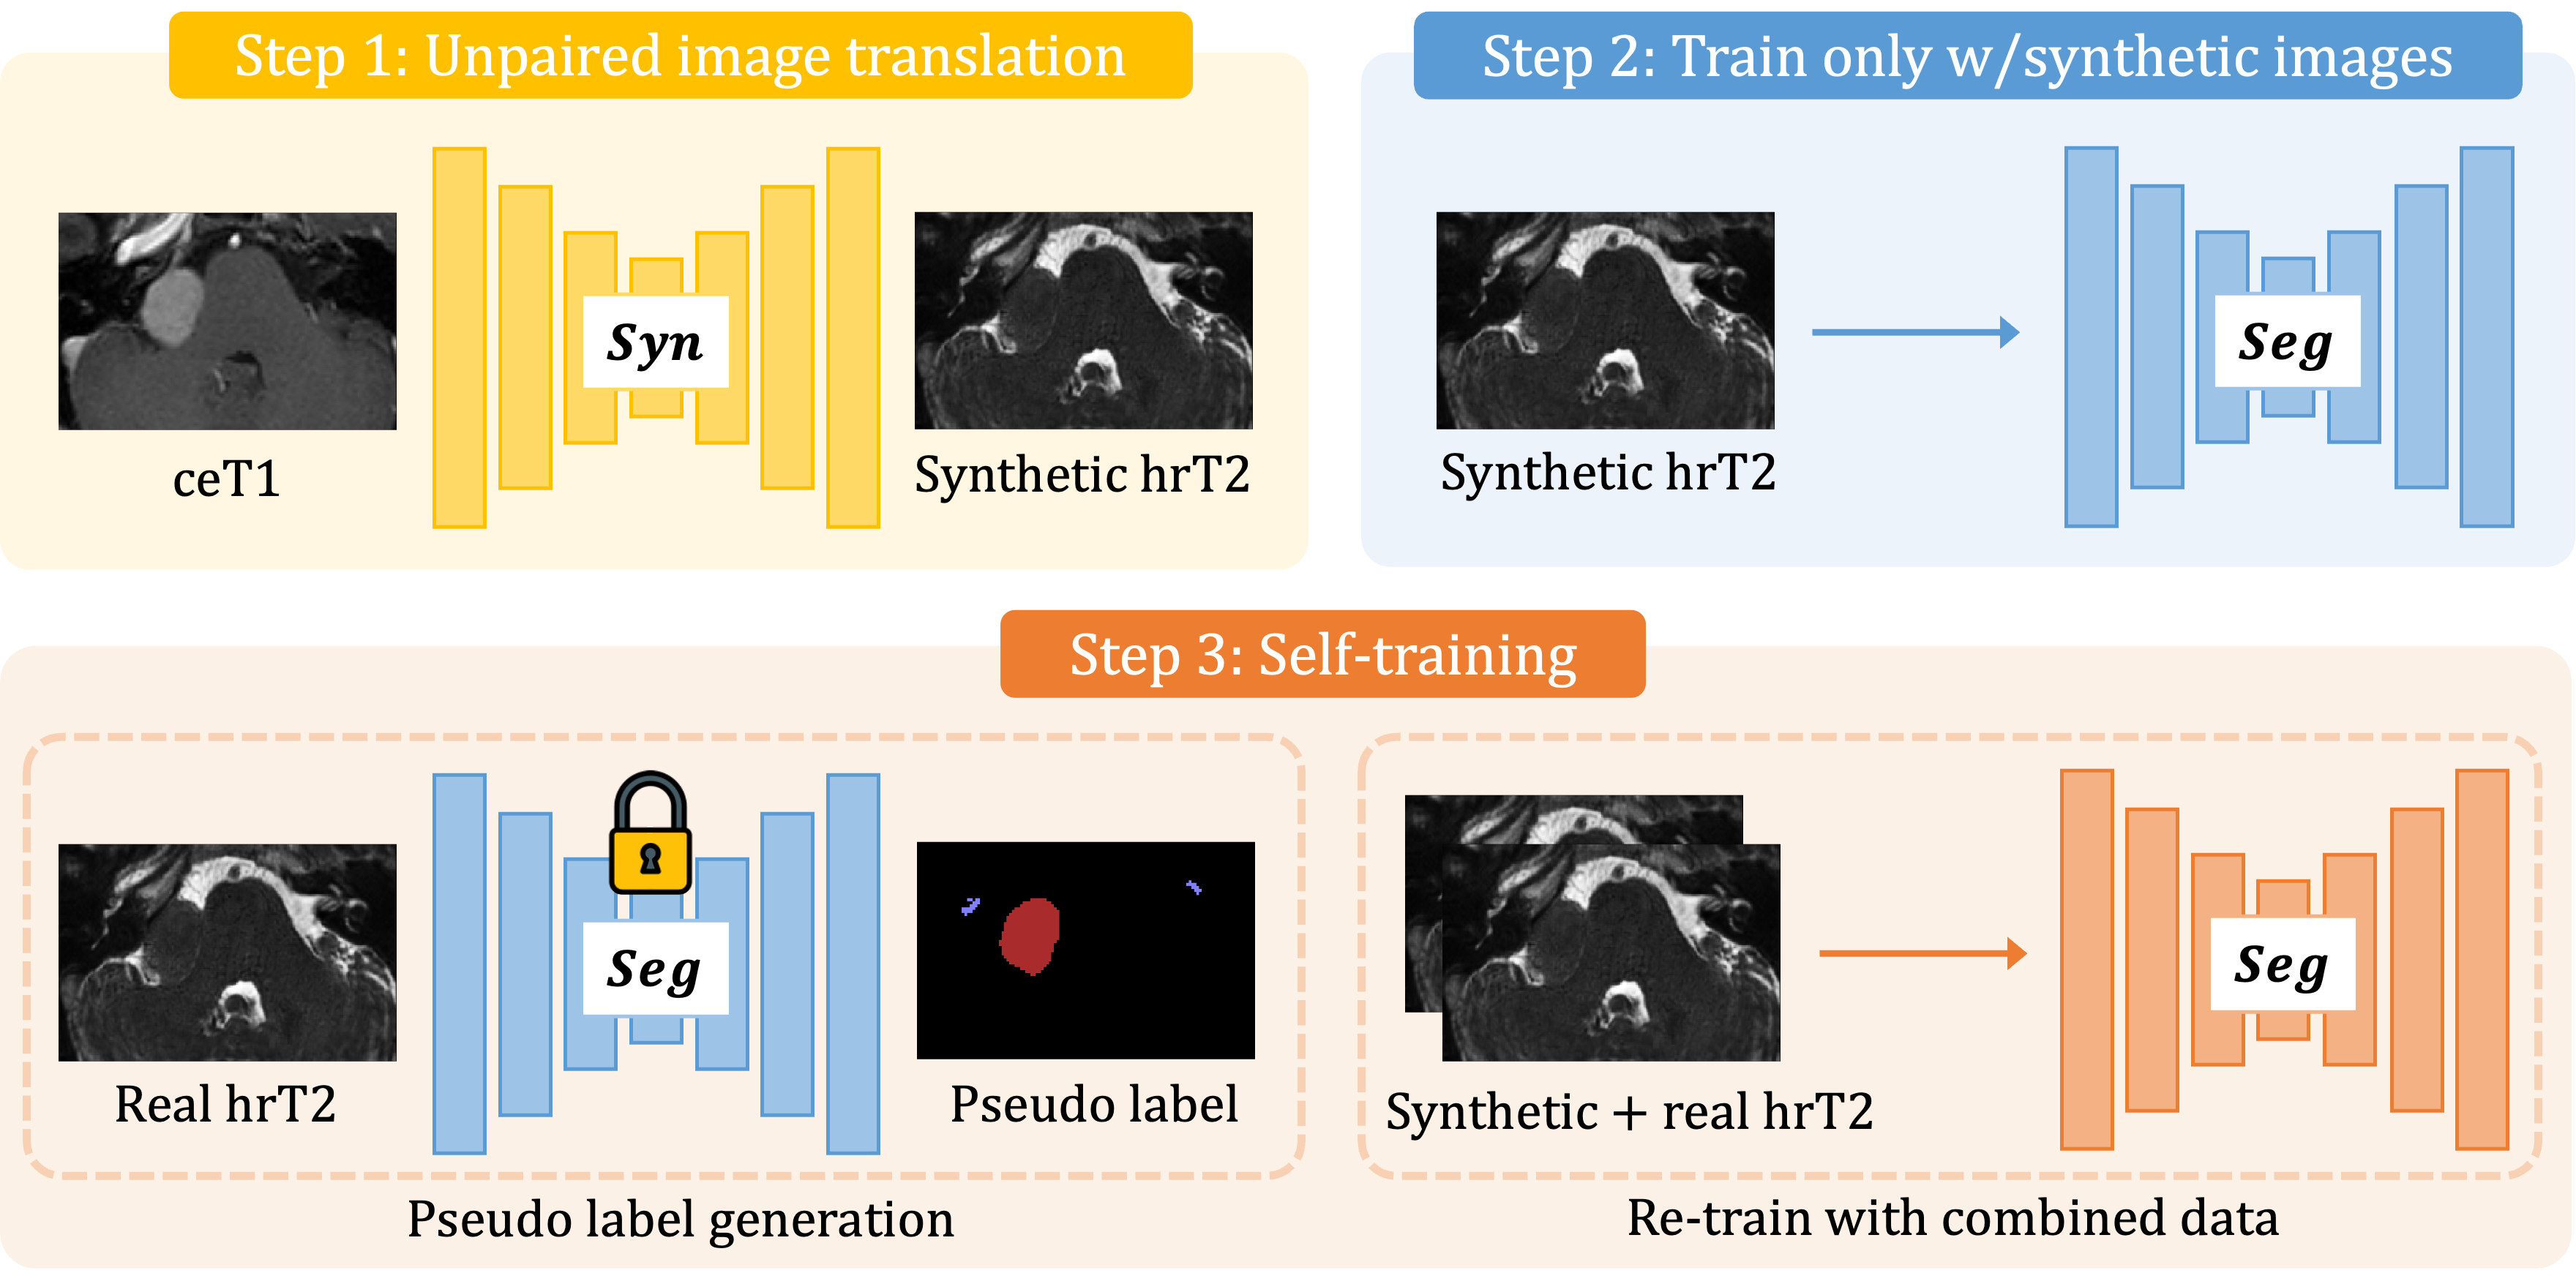 Step 1: Unpaired image translation
Syn
ceT1
Synthetic hrT2
Step 2: Train only w/synthetic images
Seg
Synthetic hrT2
Step 3: Self-training
Seg
Real hrT2
Pseudo label
Pseudo label generation
Seg
Synthetic + real hrT2
Re-train with combined data